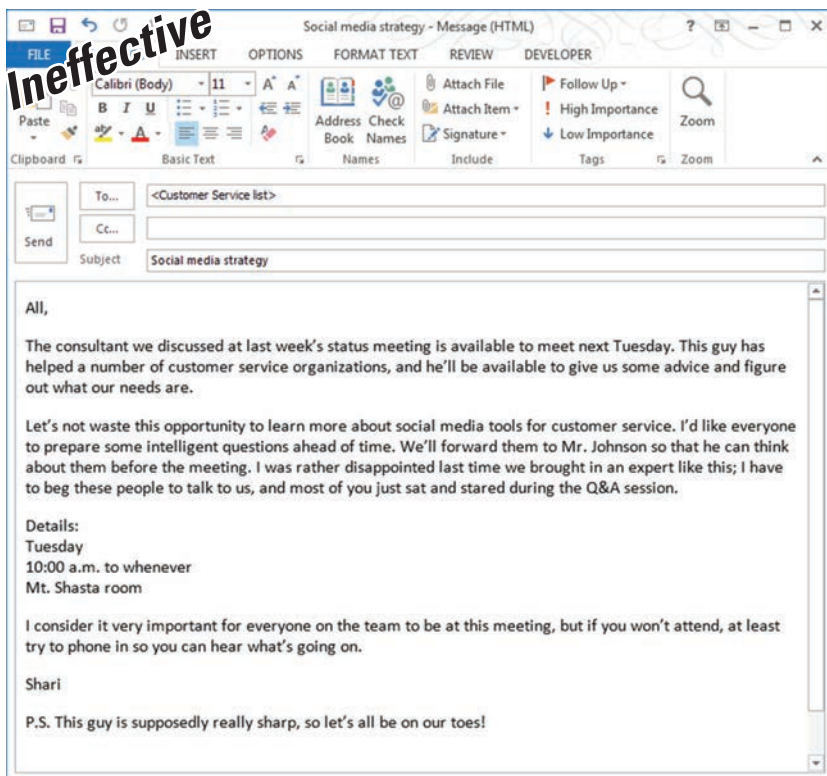 Social media strategy - Message (HTML)
Ineffective
FILE INSERT OPTIONS FORMAT TEXT REVIEW DEVELOPER
Calibri (Body) 11 A A Attach File Follow Up
Paste B I U Address Check Attach Item High Importance Zoom
ab A Book Names Signature Low Importance
Clipboard Basic Text Names Include Tags Zoom
To... <Customer Service list>
Cc...
Send
Subject Social media strategy
All,
The consultant we discussed at last week's status meeting is available to meet next Tuesday. This guy has
helped a number of customer service organizations, and he'll be available to give us some advice and figure
out what our needs are.
Let's not waste this opportunity to learn more about social media tools for customer service. I'd like everyone
to prepare some intelligent questions ahead of time. We'll forward them to Mr. Johnson so that he can think
about them before the meeting. I was rather disappointed last time we brought in an expert like this; I have
to beg these people to talk to us, and most of you just sat and stared during the Q&A session.
Details:
Tuesday
10:00 a.m. to whenever
Mt. Shasta room
I consider it very important for everyone on the team to be at this meeting, but if you won't attend, at least
try to phone in so you can hear what's going on.
Shari
P.S. This guy is supposedly really sharp, so let's all be on our toes!